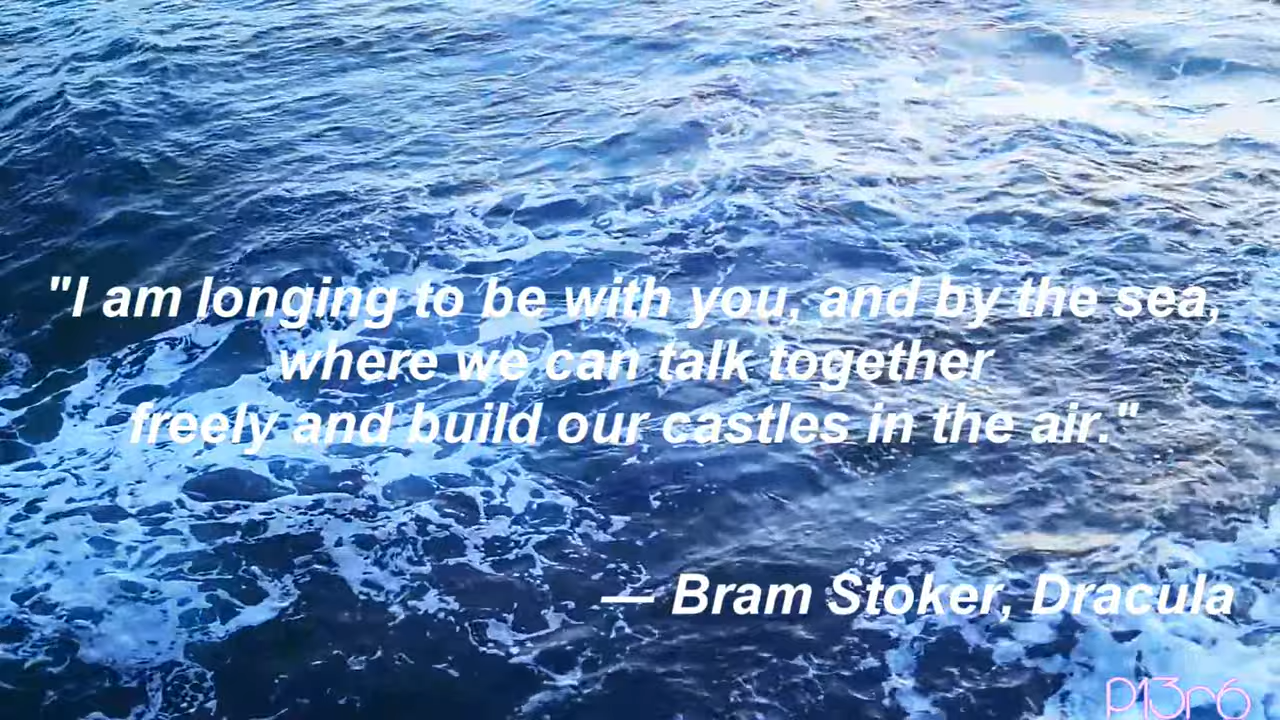 "I am longing to be with you, and by the sea,
where we can talk together
freely and build our castles in the air."
— Bram Stoker, Dracula
P13r6